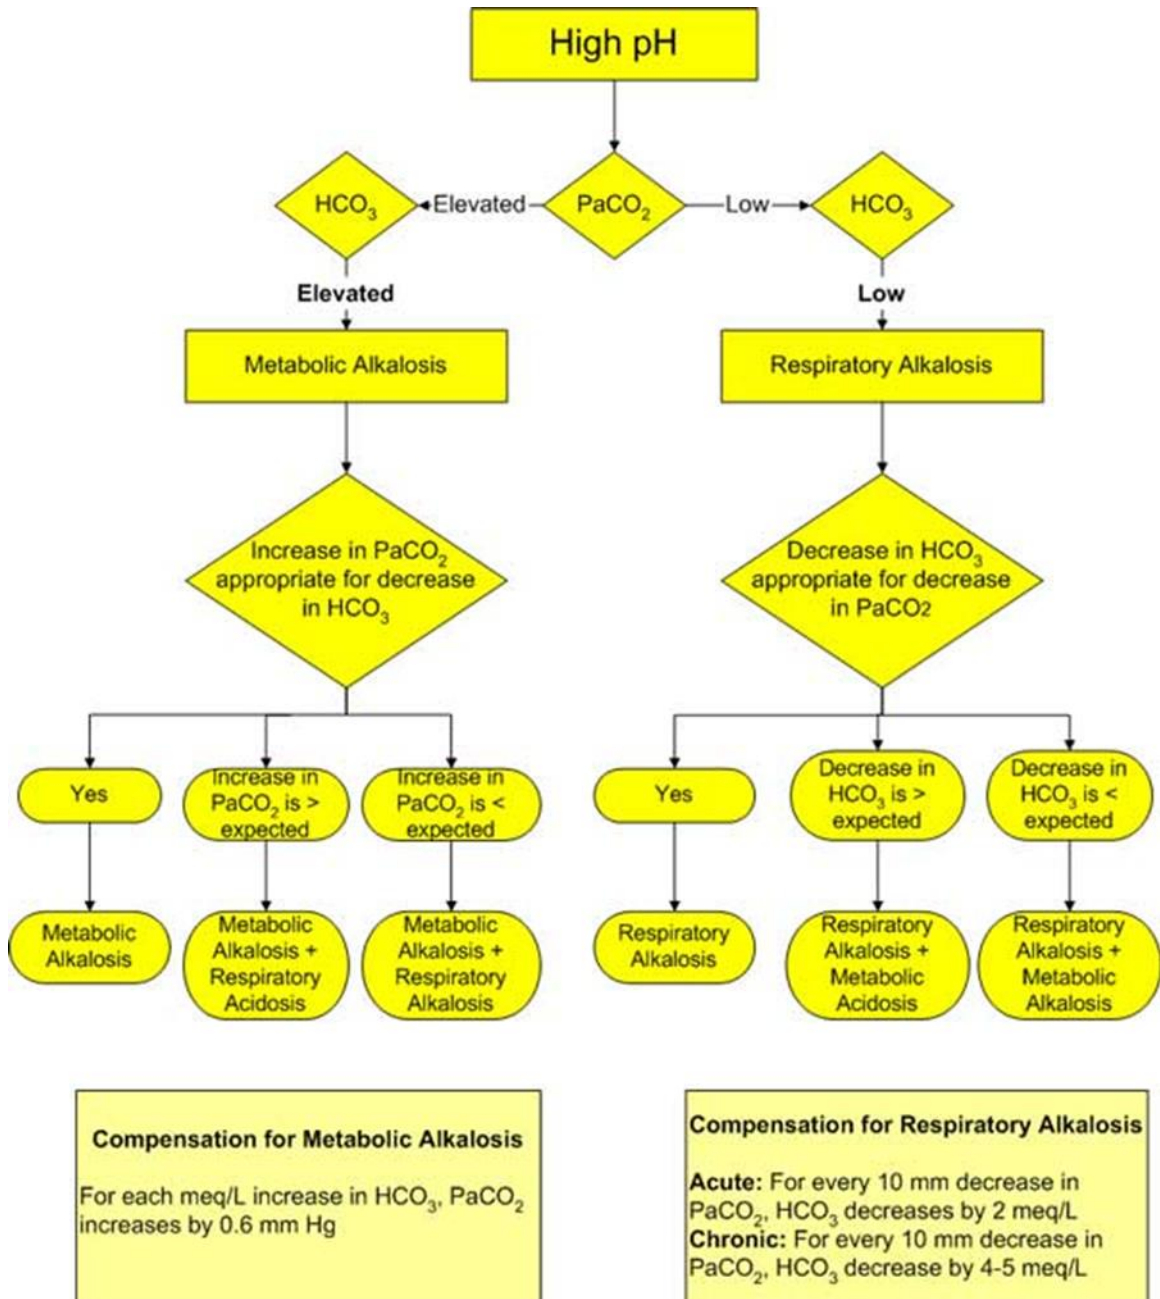 High pH
HCO3
Elevated
PaCO2
Low
HCO3
Elevated
Low
Metabolic Alkalosis
Respiratory Alkalosis
Increase in PaCO2
appropriate for decrease
in HCO3
Decrease in HCO3
appropriate for decrease
in PaCO2
Yes
Increase in
PaCO2 is >
expected
Increase in
PaCO2 is <
expected
Yes
Decrease in
HCO3 is >
expected
Decrease in
HCO3 is <
expected
Metabolic
Alkalosis
Metabolic
Alkalosis +
Respiratory
Acidosis
Metabolic
Alkalosis +
Respiratory
Alkalosis
Respiratory
Alkalosis
Respiratory
Alkalosis +
Metabolic
Acidosis
Respiratory
Alkalosis +
Metabolic
Alkalosis
Compensation for Metabolic Alkalosis
For each meq/L increase in HCO3, PaCO2
increases by 0.6 mm Hg
Compensation for Respiratory Alkalosis
Acute: For every 10 mm decrease in
PaCO2, HCO3 decreases by 2 meq/L
Chronic: For every 10 mm decrease in
PaCO2, HCO3 decrease by 4-5 meq/L